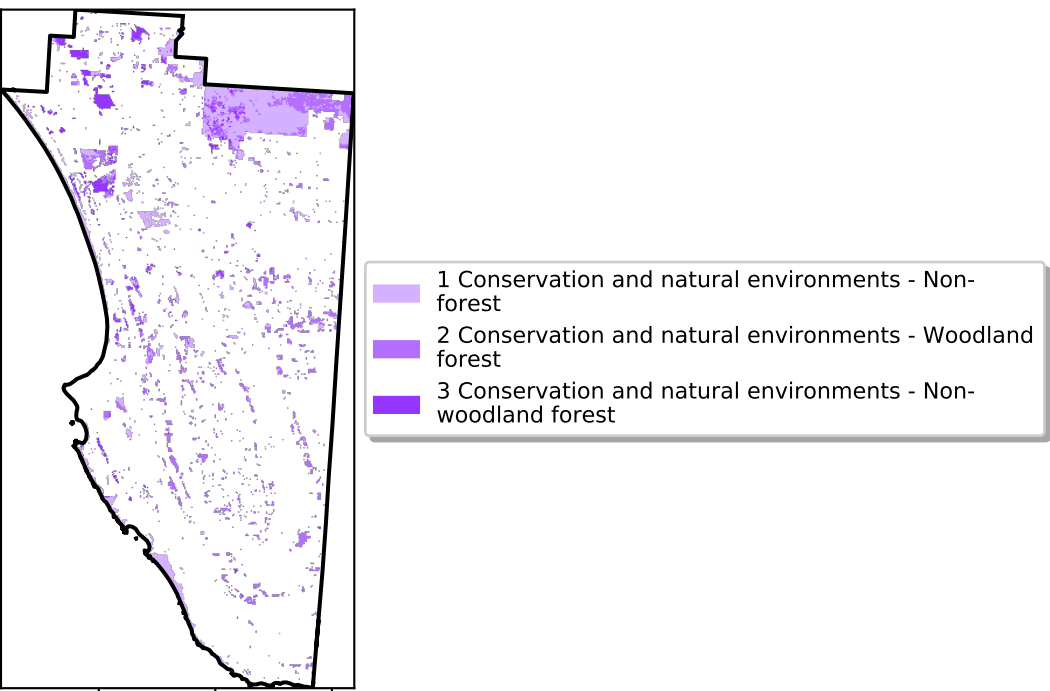 1 Conservation and natural environments - Non-
forest
2 Conservation and natural environments - Woodland
forest
3 Conservation and natural environments - Non-
woodland forest